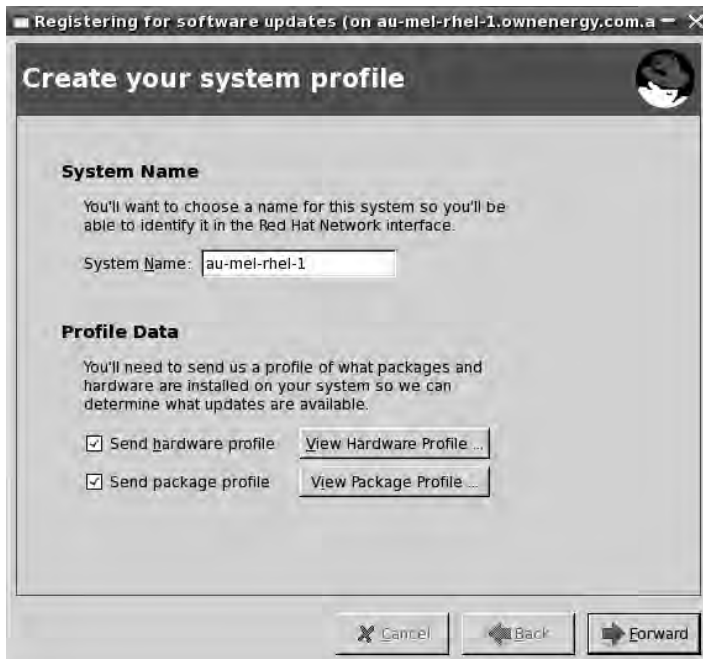 Registering for software updates (on au-mel-rhel-1.ownenergy.com.a
Create your system profile
System Name
You'll want to choose a name for this system so you'll be
able to identify it in the Red Hat Network interface.
System Name: au-mel-rhel-1
Profile Data
You'll need to send us a profile of what packages and
hardware are installed on your system so we can
determine what updates are available.
Send hardware profile View Hardware Profile ...
Send package profile View Package Profile ...
Cancel Back Forward